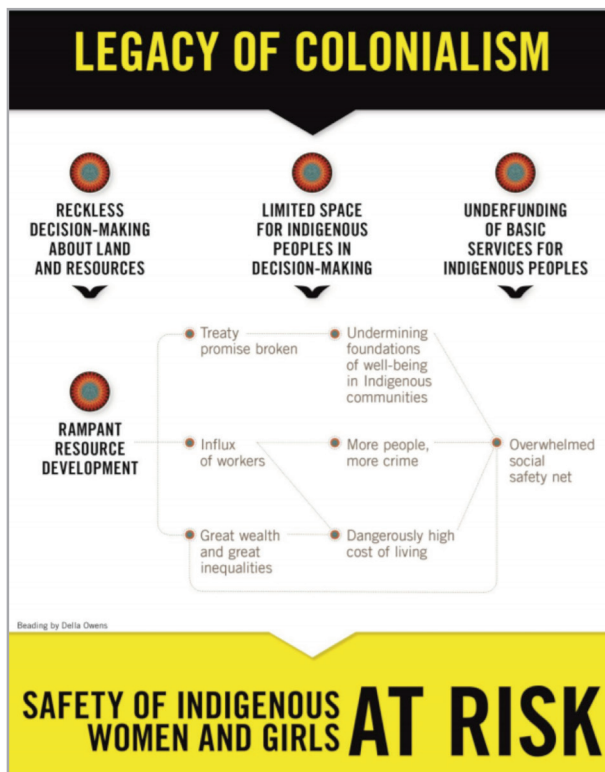 LEGACY OF COLONIALISM
RECKLESS
DECISION-MAKING
ABOUT LAND
AND RESOURCES
LIMITED SPACE
FOR INDIGENOUS
PEOPLES IN
DECISION-MAKING
UNDERFUNDING
OF BASIC
SERVICES FOR
INDIGENOUS PEOPLES
RAMPANT
RESOURCE
DEVELOPMENT
Treaty
promise broken
Undermining
foundations
of well-being
in Indigenous
communities
Influx
of workers
More people,
more crime
Overwhelmed
social
safety net
Great wealth
and great
inequalities
Dangerously high
cost of living
Beading by Della Owens
SAFETY OF INDIGENOUS
WOMEN AND GIRLS
AT RISK